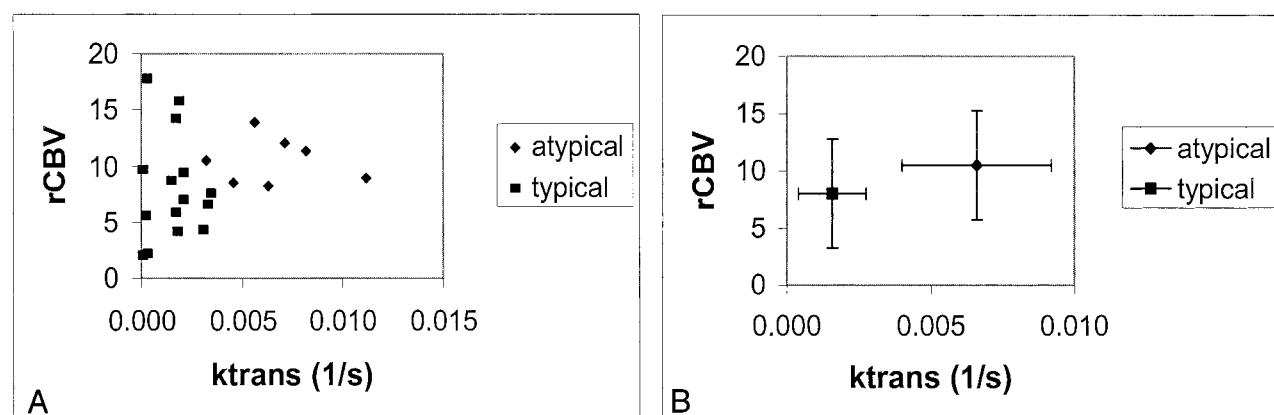 20
15
10
5
0
rCBV
0.000 0.005 0.010 0.015
ktrans (1/s)
atypical
typical
A
20
15
10
5
0
rCBV
0.000 0.005 0.010
ktrans (1/s)
atypical
typical
B